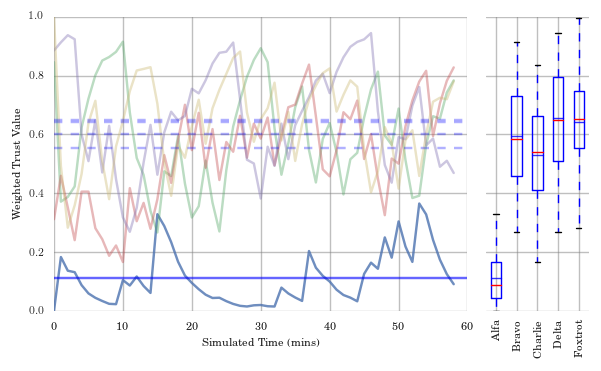 1.0
0.8
0.6
0.4
0.2
0.0
Weighted Trust Value
0 10 20 30 40 50 60
Simulated Time (mins)
Alfa
Bravo
Charlie
Delta
Foxtrot